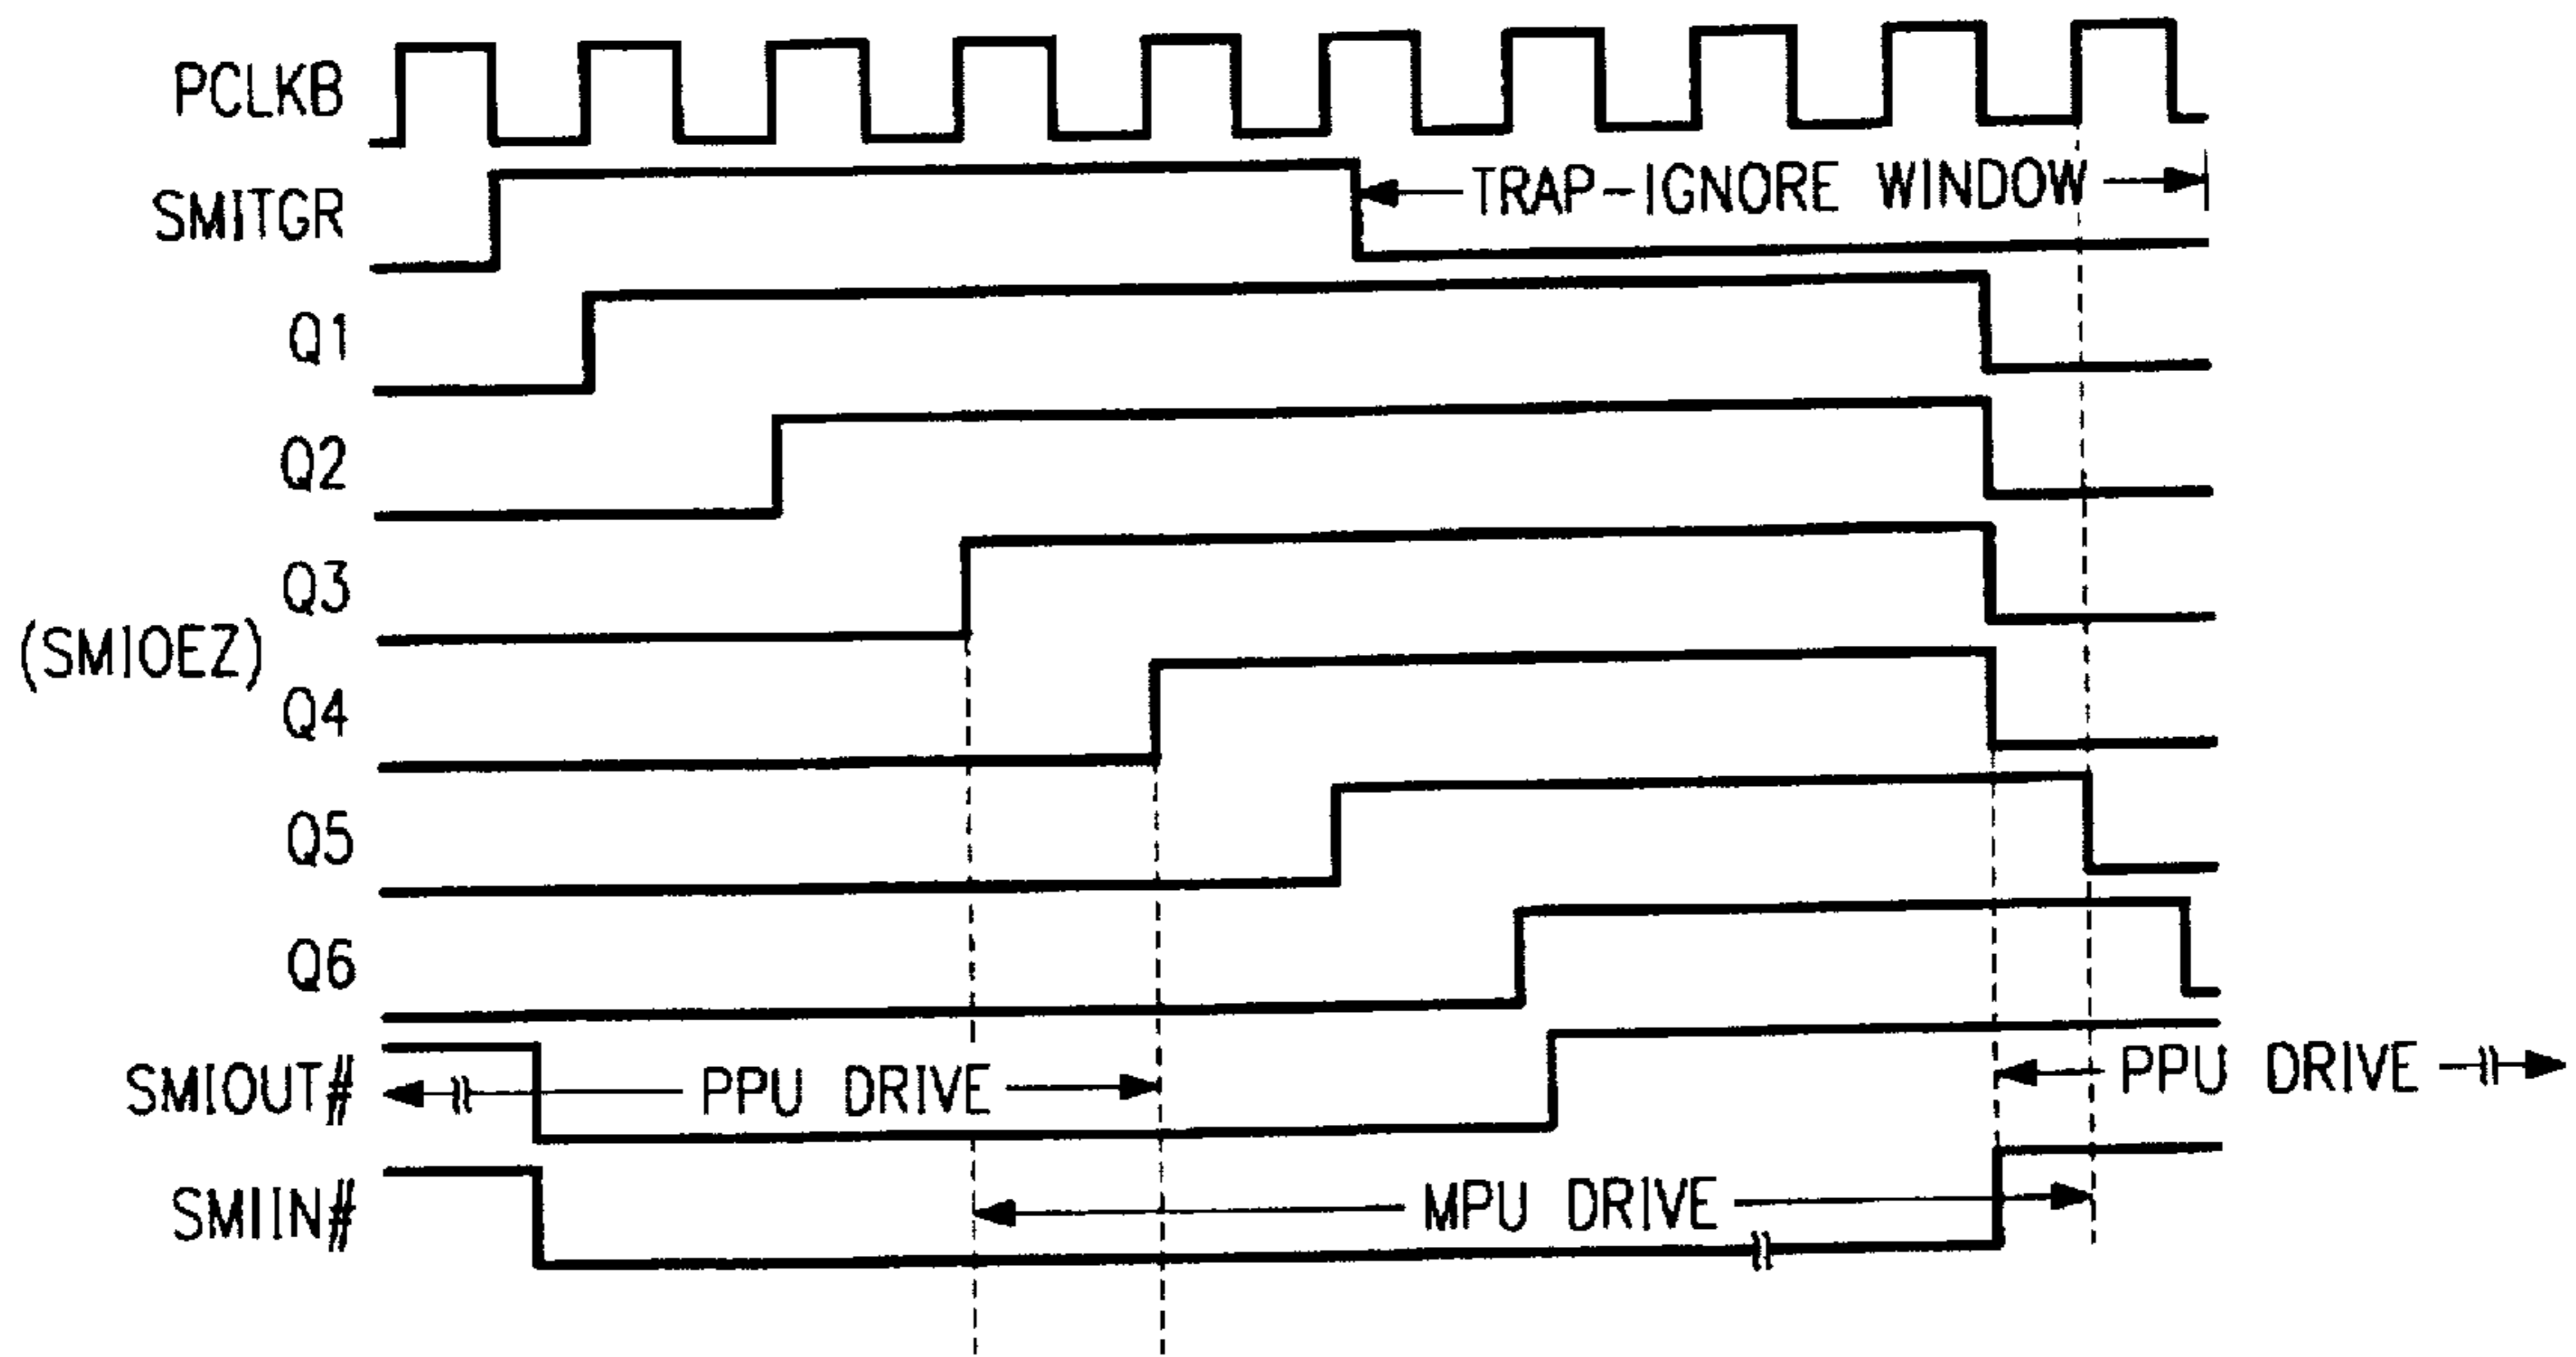 PCLKB
SMITGR
TRAP-IGNORE WINDOW
Q1
Q2
Q3
(SMIOEZ)
Q4
Q5
Q6
SMIOUT#
PPU DRIVE
PPU DRIVE
SMIIN#
MPU DRIVE